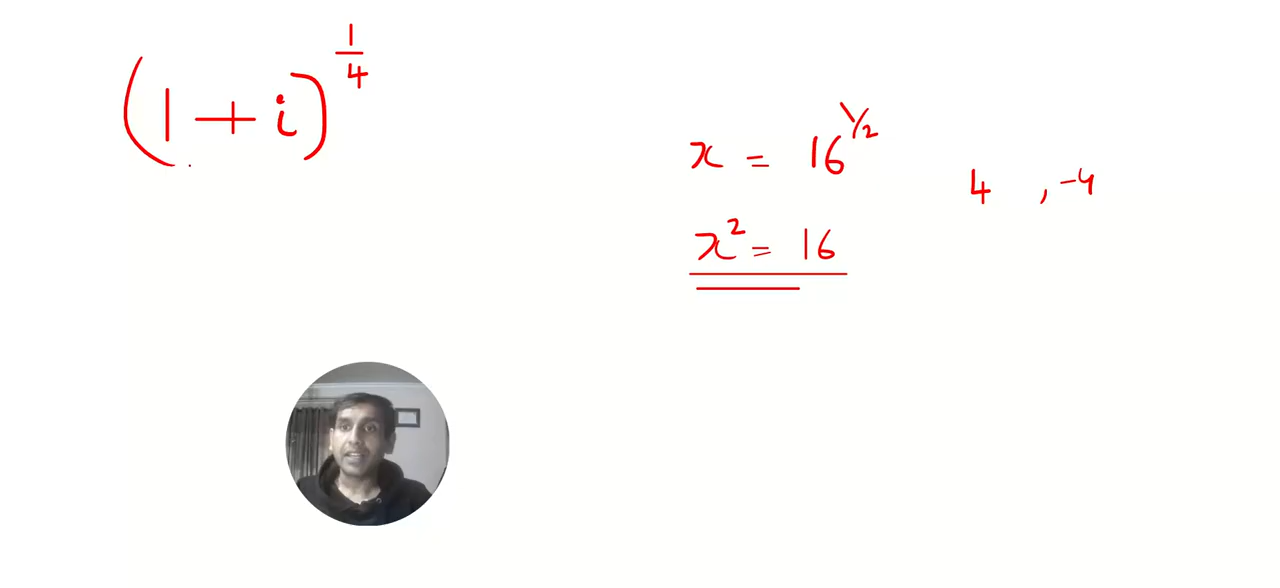 (1+i)^{1/4}
x = 16^{1/2}
4 , -4
x^2 = 16